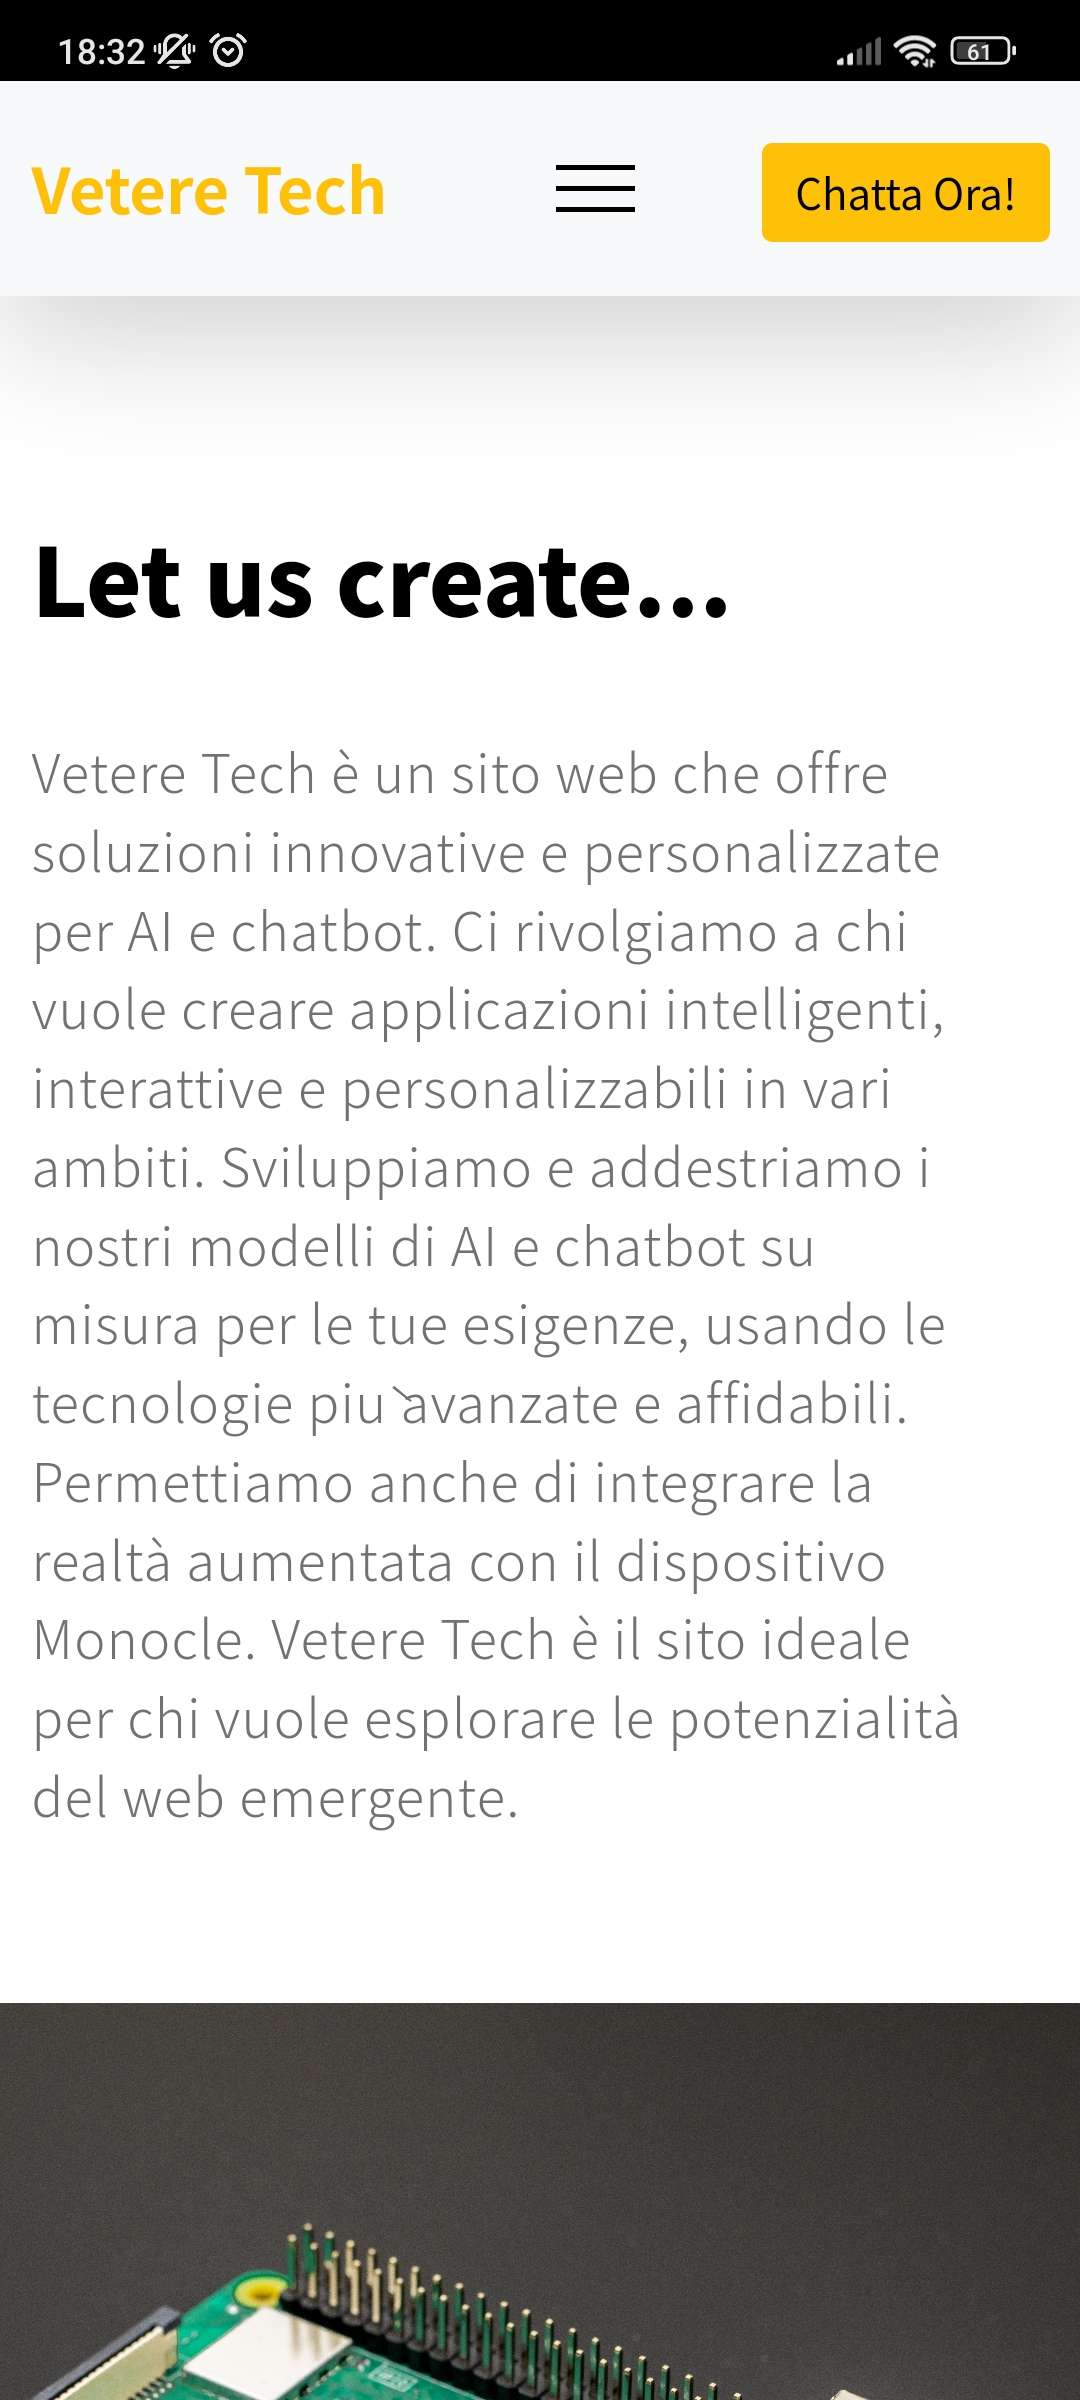 18:32
61
Vetere Tech
Chatta Ora!
Let us create...
Vetere Tech è un sito web che offre
soluzioni innovative e personalizzate
per AI e chatbot. Ci rivolgiamo a chi
vuole creare applicazioni intelligenti,
interattive e personalizzabili in vari
ambiti. Sviluppiamo e addestriamo i
nostri modelli di AI e chatbot su
misura per le tue esigenze, usando le
tecnologie piu`avanzate e affidabili.
Permettiamo anche di integrare la
realtà aumentata con il dispositivo
Monocle. Vetere Tech è il sito ideale
per chi vuole esplorare le potenzialità
del web emergente.